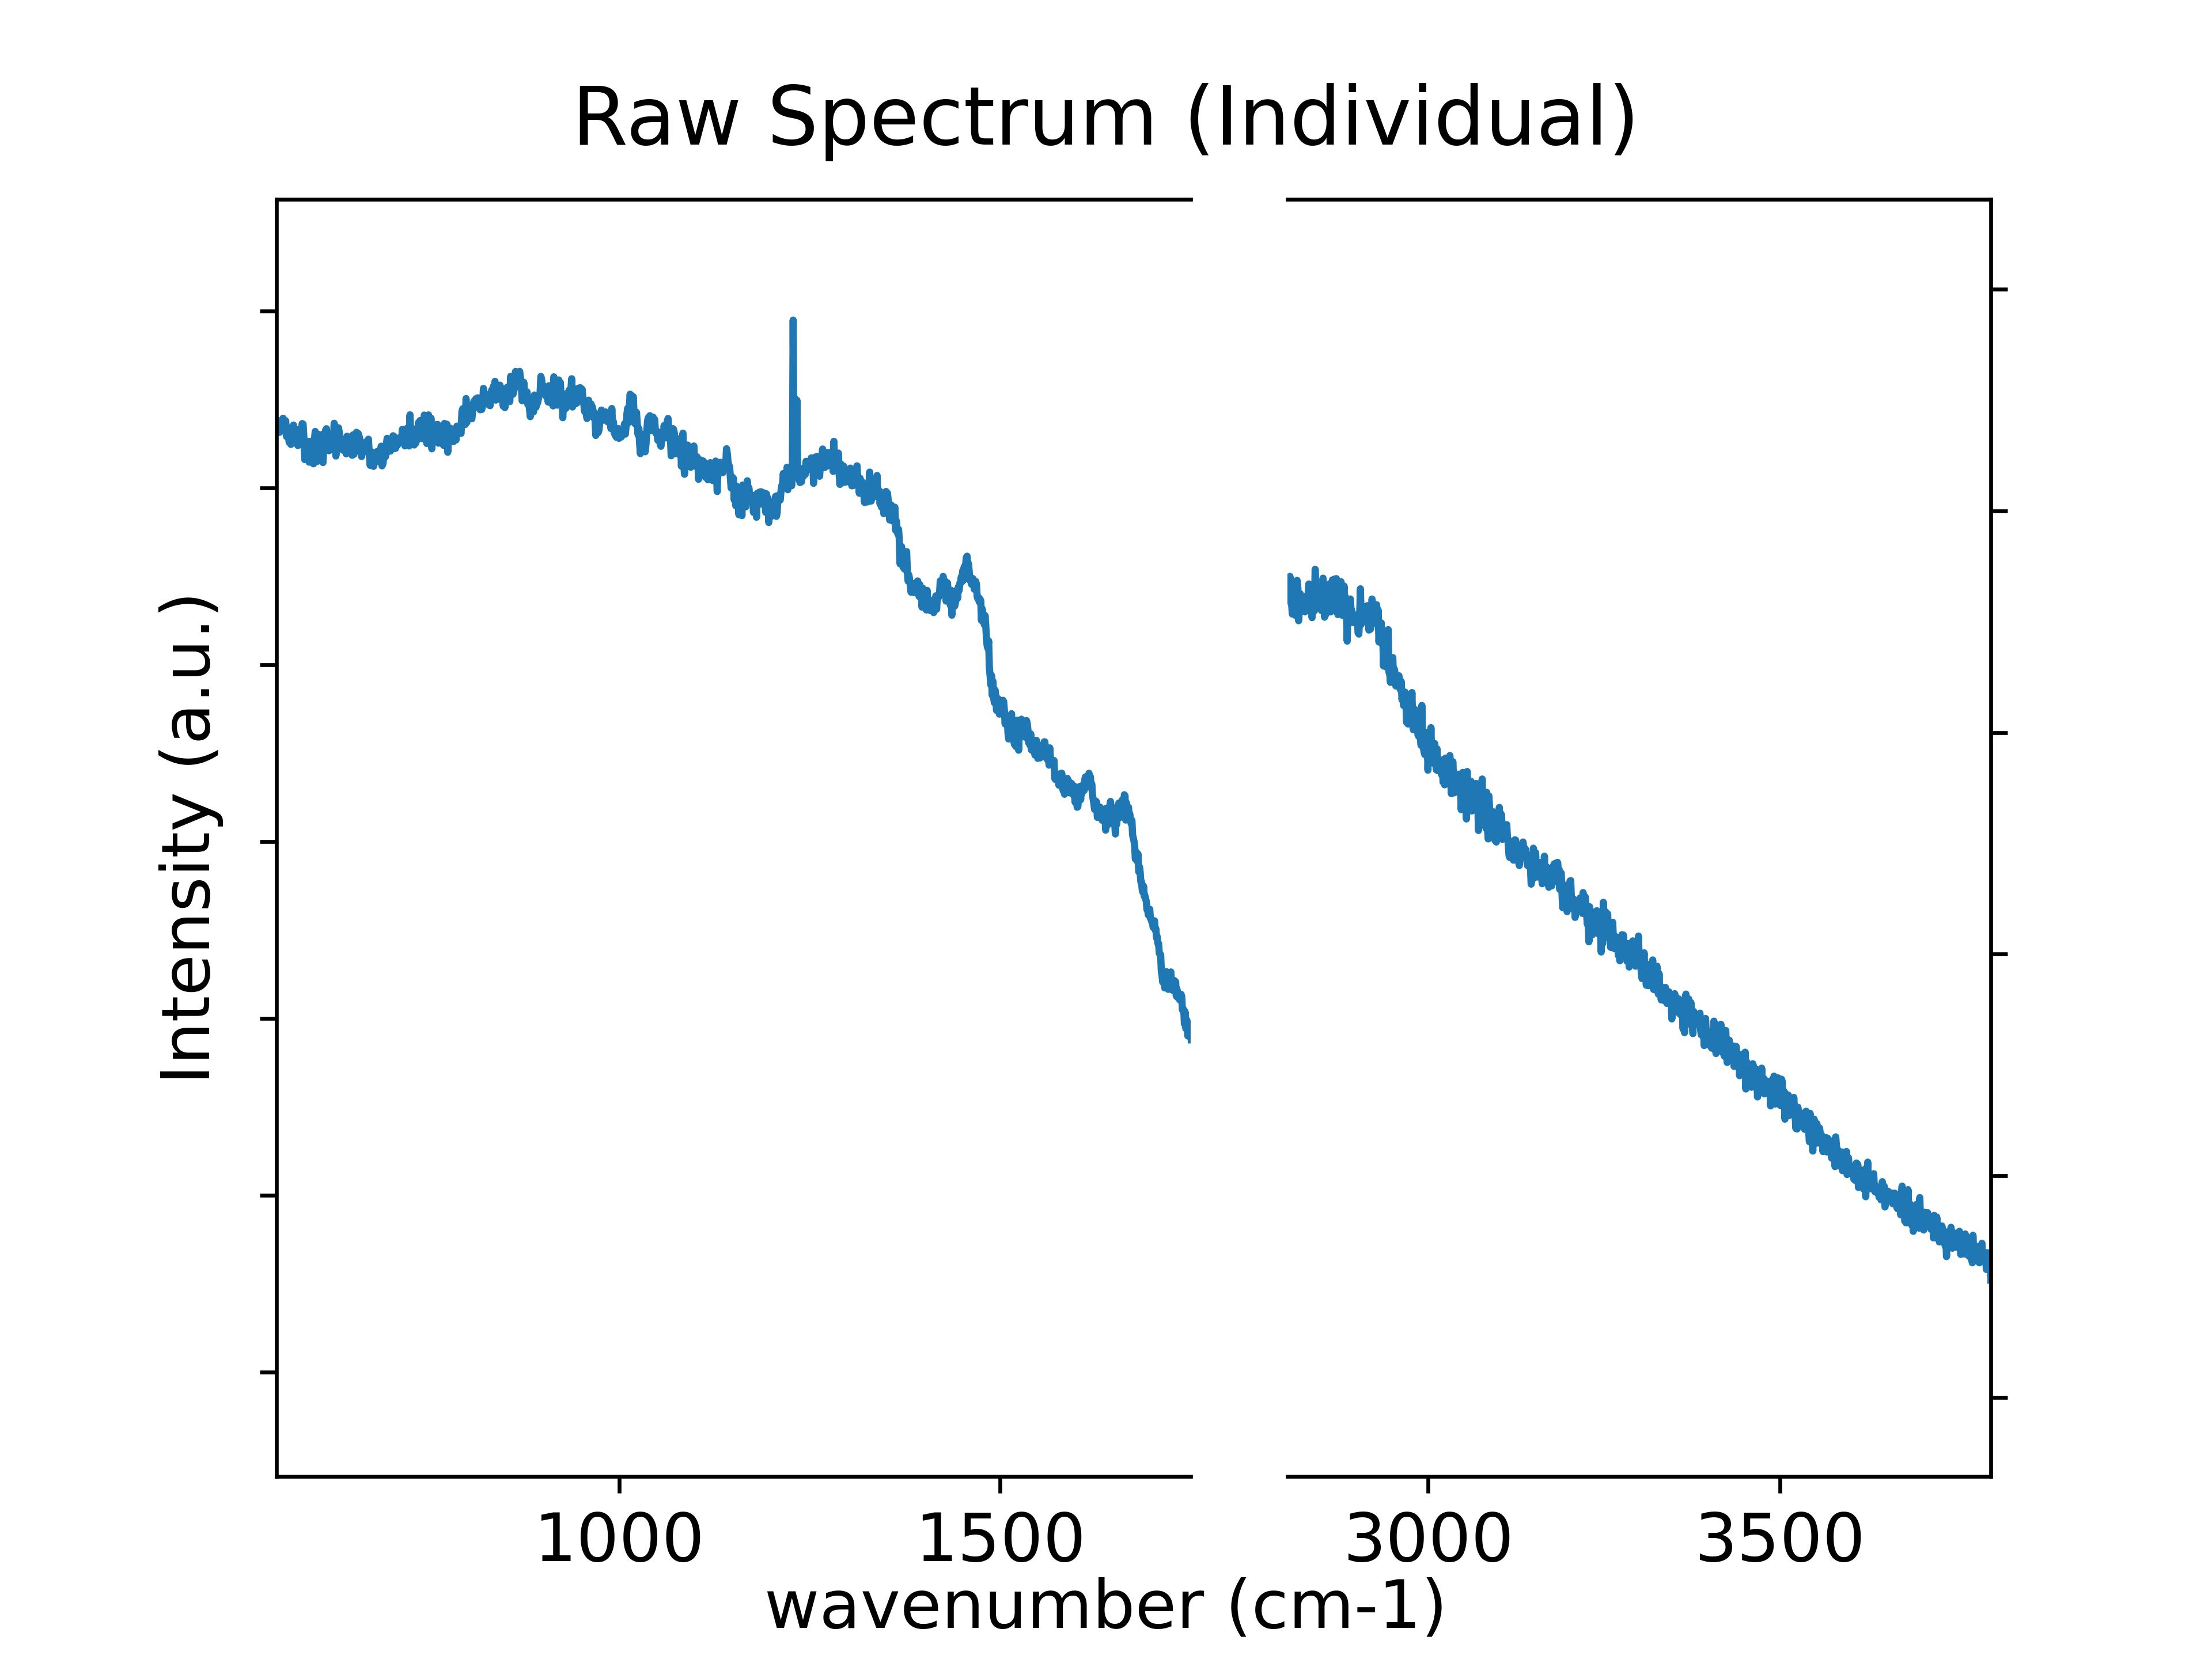 Raw Spectrum (Individual)
Intensity (a.u.)
1000 1500 3000 3500
wavenumber (cm-1)